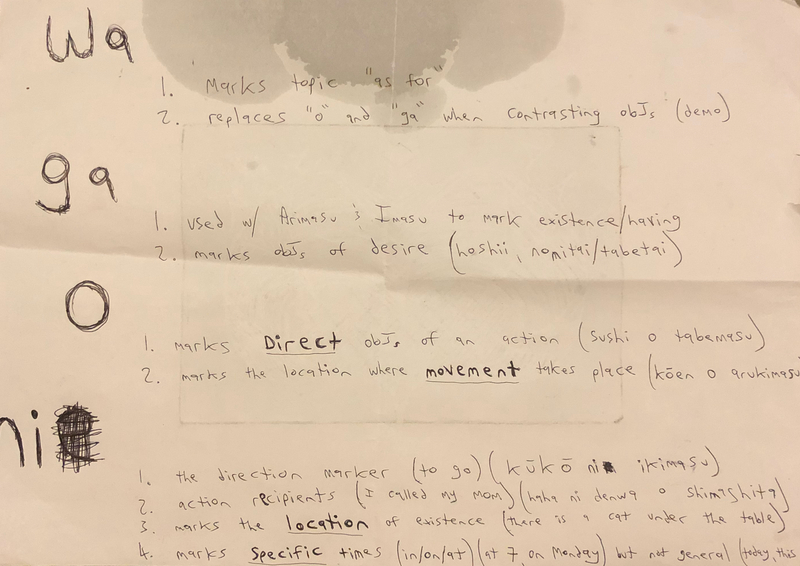 Wa
1. Marks topic "as for"
2. replaces "o" and "ga" when contrasting objs (demo)
ga
1. used w/ Arimasu & Imasu to mark existence/having
2. marks objs of desire (hoshii, nomitai/tabetai)
O
1. marks Direct objs of an action (sushi o tabemasu)
2. marks the location where movement takes place (kōen o arukimasu
ni
1. the direction marker (to go) (kūkō ni ikimasu)
2. action recipients (I called my mom) (haha ni denwa o shimashita)
3. marks the location of existence (there is a cat under the table)
4. marks specific times (in/on/at) (at 7, on Monday) but not general (today, this